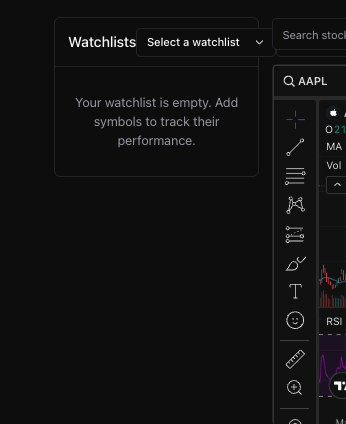 Watchlists
Select a watchlist
Search stock
Your watchlist is empty. Add
symbols to track their
performance.
AAPL
O21
MA
Vol
T
RSI